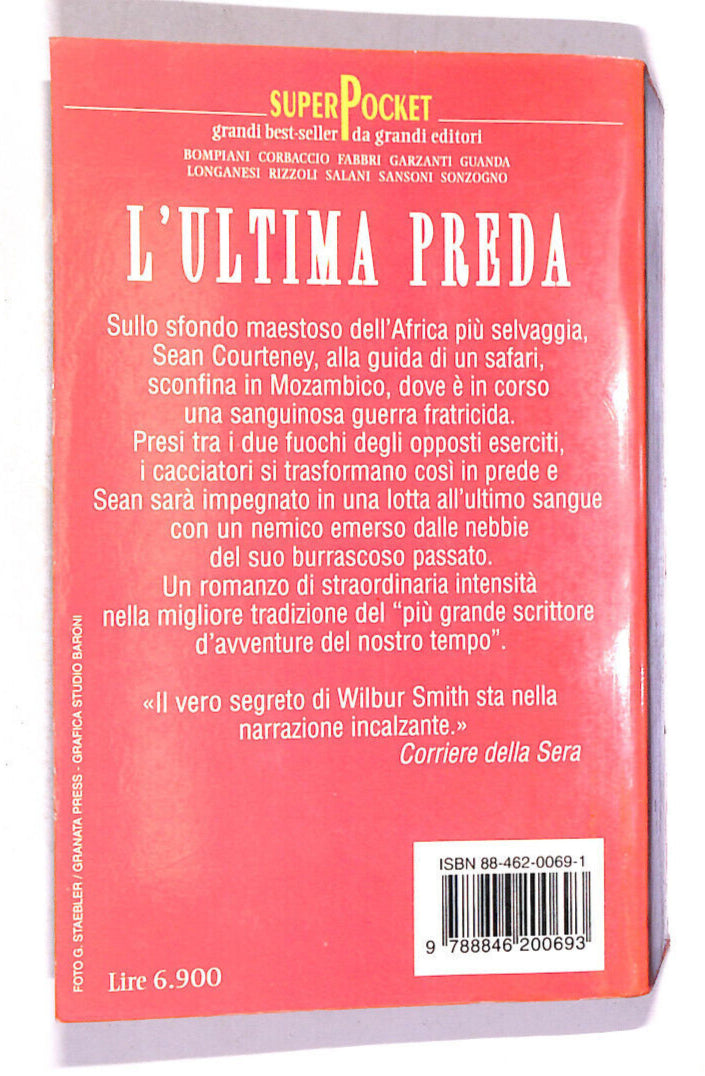 SUPERPOCKET
grandi best-seller da grandi editori
BOMPIANI CORBACCIO FABBRI GARZANTI GUANDA
LONGANESI RIZZOLI SALANI SANSONI SONZOGNO
L'ULTIMA PREDA
Sullo sfondo maestoso dell'Africa più selvaggia,
Sean Courteney, alla guida di un safari,
sconfina in Mozambico, dove è in corso
una sanguinosa guerra fratricida.
Presi tra i due fuochi degli opposti eserciti,
i cacciatori si trasformano così in prede e
Sean sarà impegnato in una lotta all'ultimo sangue
con un nemico emerso dalle nebbie
del suo burrascoso passato.
Un romanzo di straordinaria intensità
nella migliore tradizione del “più grande scrittore
d'avventure del nostro tempo”.
«Il vero segreto di Wilbur Smith sta nella
narrazione incalzante.»
Corriere della Sera
FOTO G. STAEBLER / GRANATA PRESS - GRAFICA STUDIO BARONI
ISBN 88-462-0069-1
9 788846 200693
Lire 6.900